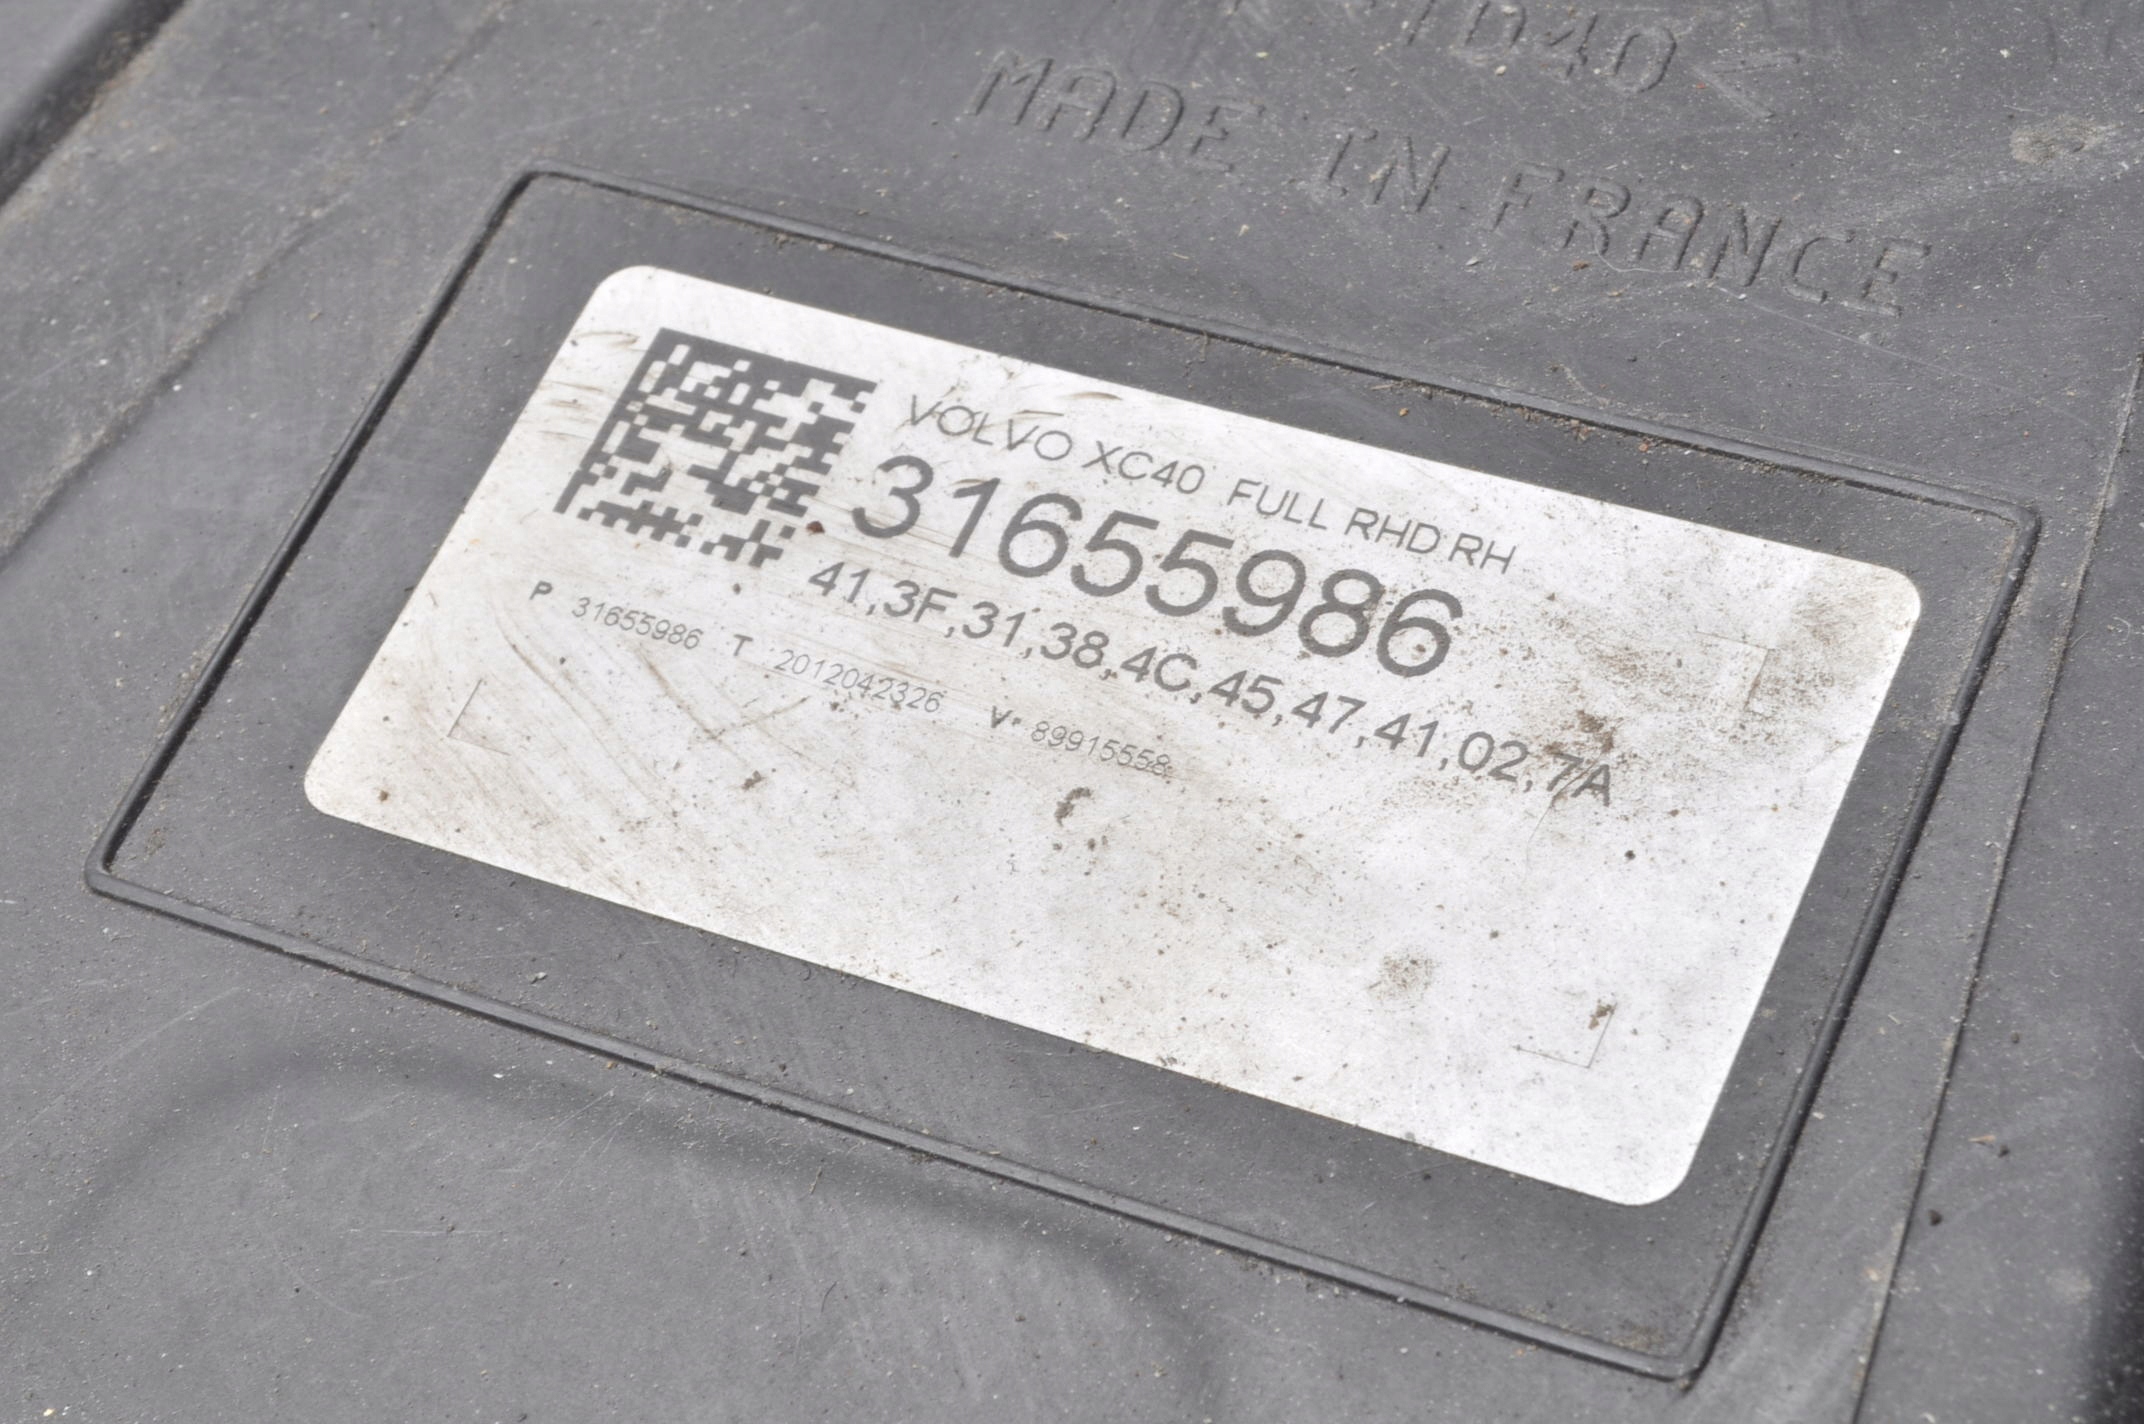 D40<
MADE IN FRANCE
VOLVO XC40 FULL RHD RH
31655986
41,3F,31,38,4C,45,47,41,02,7A
P 31655986 T 2012042326 V 89915558